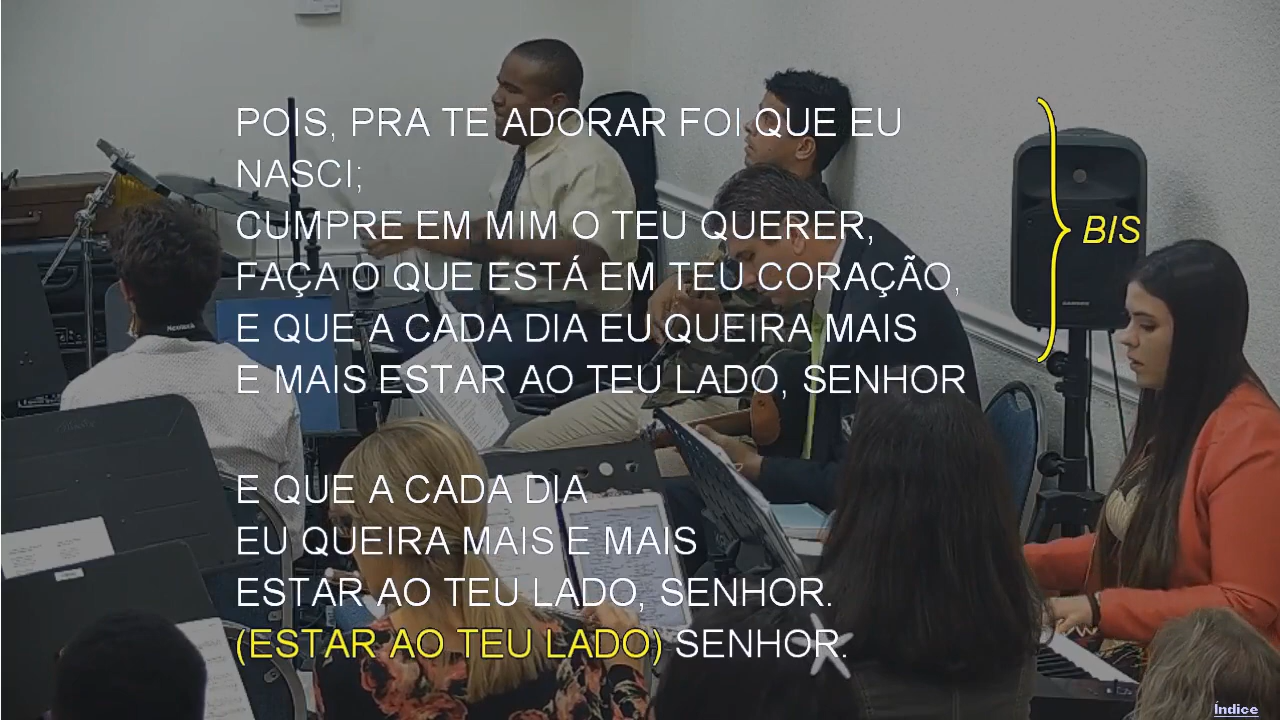 POIS, PRA TE ADORAR FOI QUE EU
NASCI;
CUMPRE EM MIM O TEU QUERER,
FAÇA O QUE ESTÁ EM TEU CORAÇÃO,
E QUE A CADA DIA EU QUEIRA MAIS
E MAIS ESTAR AO TEU LADO, SENHOR
BIS
E QUE A CADA DIA
EU QUEIRA MAIS E MAIS
ESTAR AO TEU LADO, SENHOR.
(ESTAR AO TEU LADO) SENHOR.
Índice